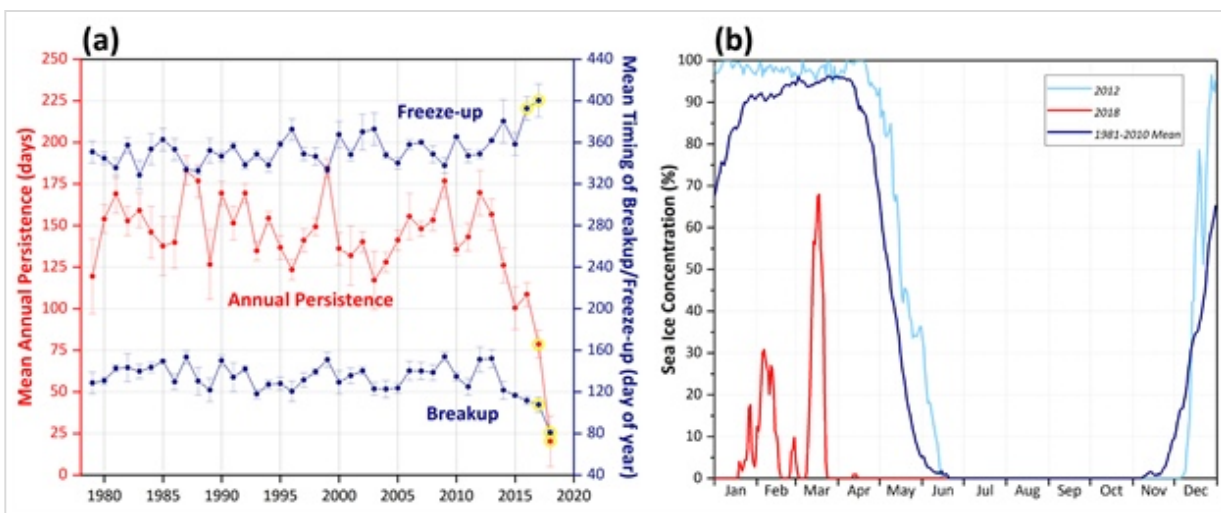 (a)
250
225
200
175
150
125
100
75
50
25
0
Mean Annual Persistence (days)
440
400
360
320
280
240
200
160
120
80
40
Mean Timing of
Breakup/Freeze-up (day of year)
Freeze-up
Annual Persistence
Breakup
1980 1985 1990 1995 2000 2005 2010 2015 2020
(b)
100
90
80
70
60
50
40
30
20
10
0
Sea Ice Concentration (%)
2012
2018
1981-2010 Mean
Jan Feb Mar Apr May Jun Jul Aug Sep Oct Nov Dec